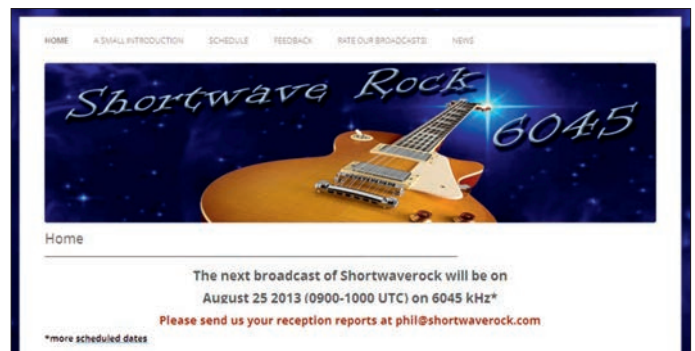 HOME A SMALL INTRODUCTION SCHEDULE FEEDBACK RATE OUR BROADCASTS! NEWS
Shortwave Rock
6045
Home
The next broadcast of Shortwaverock will be on
August 25 2013 (0900-1000 UTC) on 6045 kHz*
Please send us your reception reports at phil@shortwaverock.com
*more scheduled dates